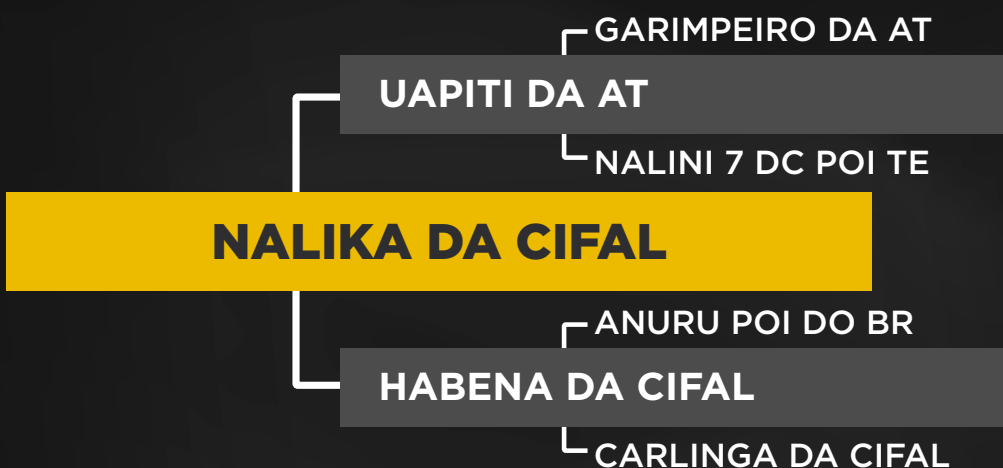 GARIMPEIRO DA AT
UAPITI DA AT
NALINI 7 DC POI TE
NALIKA DA CIFAL
ANURU POI DO BR
HABENA DA CIFAL
CARLINGA DA CIFAL